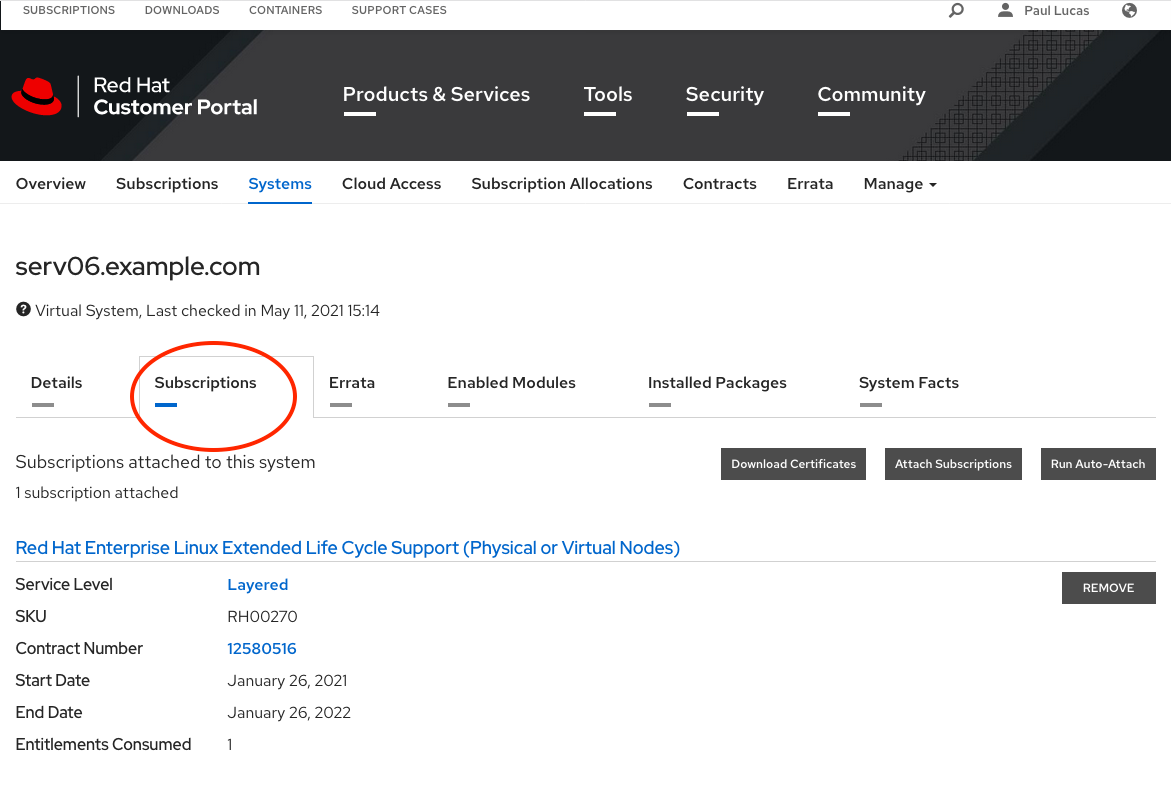 SUBSCRIPTIONS DOWNLOADS CONTAINERS SUPPORT CASES Paul Lucas
Red Hat
Customer Portal
Products & Services Tools Security Community
Overview Subscriptions Systems Cloud Access Subscription Allocations Contracts Errata Manage
serv06.example.com
Virtual System, Last checked in May 11, 2021 15:14
Details Subscriptions Errata Enabled Modules Installed Packages System Facts
Subscriptions attached to this system Download Certificates Attach Subscriptions Run Auto-Attach
1 subscription attached
Red Hat Enterprise Linux Extended Life Cycle Support (Physical or Virtual Nodes)
Service Level Layered REMOVE
SKU RH00270
Contract Number 12580516
Start Date January 26, 2021
End Date January 26, 2022
Entitlements Consumed 1